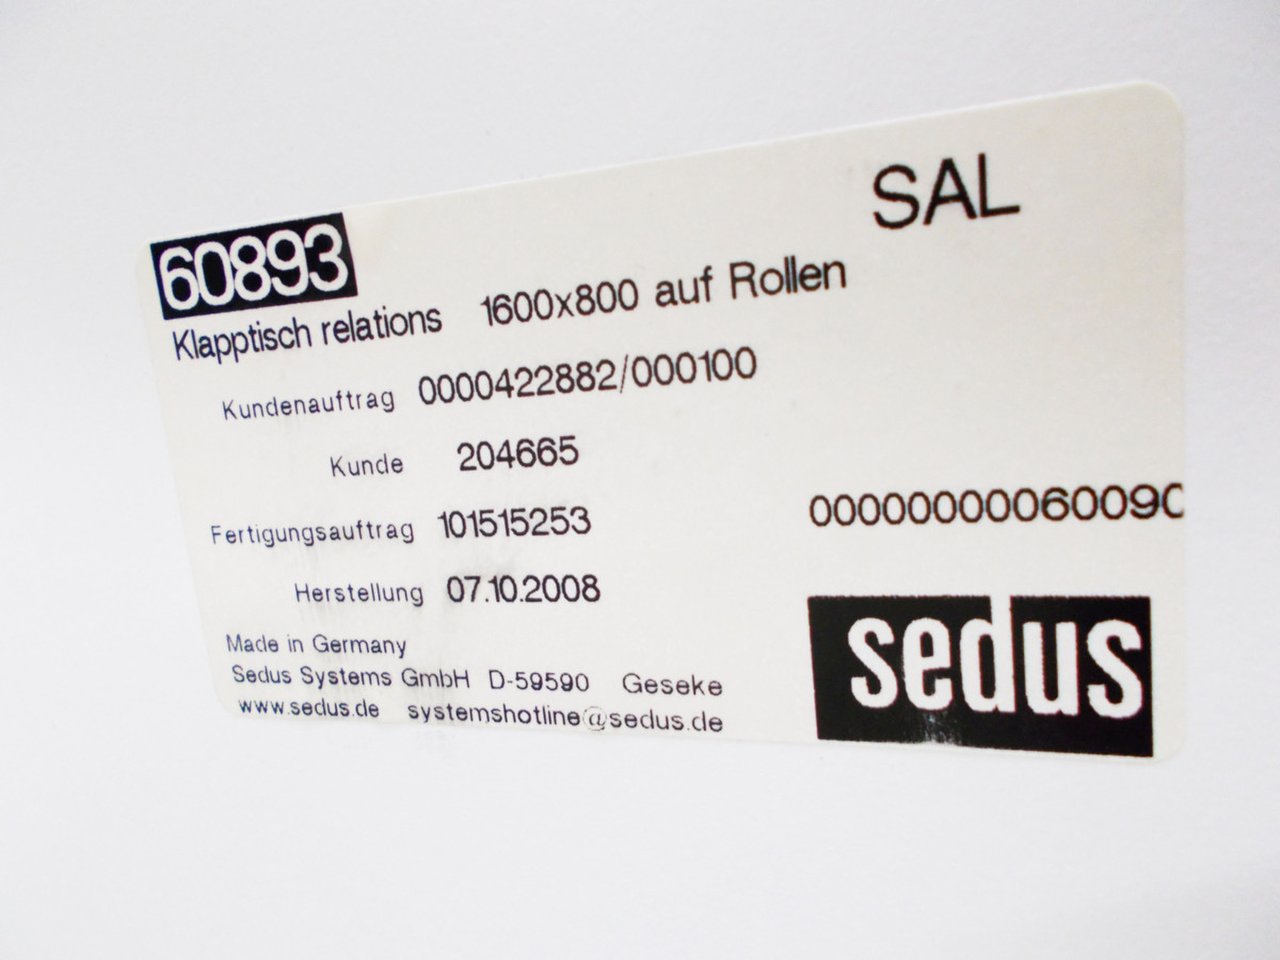 SAL
60893
Klapptisch relations 1600x800 auf Rollen
Kundenauftrag 0000422882/000100
Kunde 204665
Fertigungsauftrag 101515253
Herstellung 07.10.2008
Made in Germany
Sedus Systems GmbH D-59590 Geseke
www.sedus.de systemshotline@sedus.de
sedus